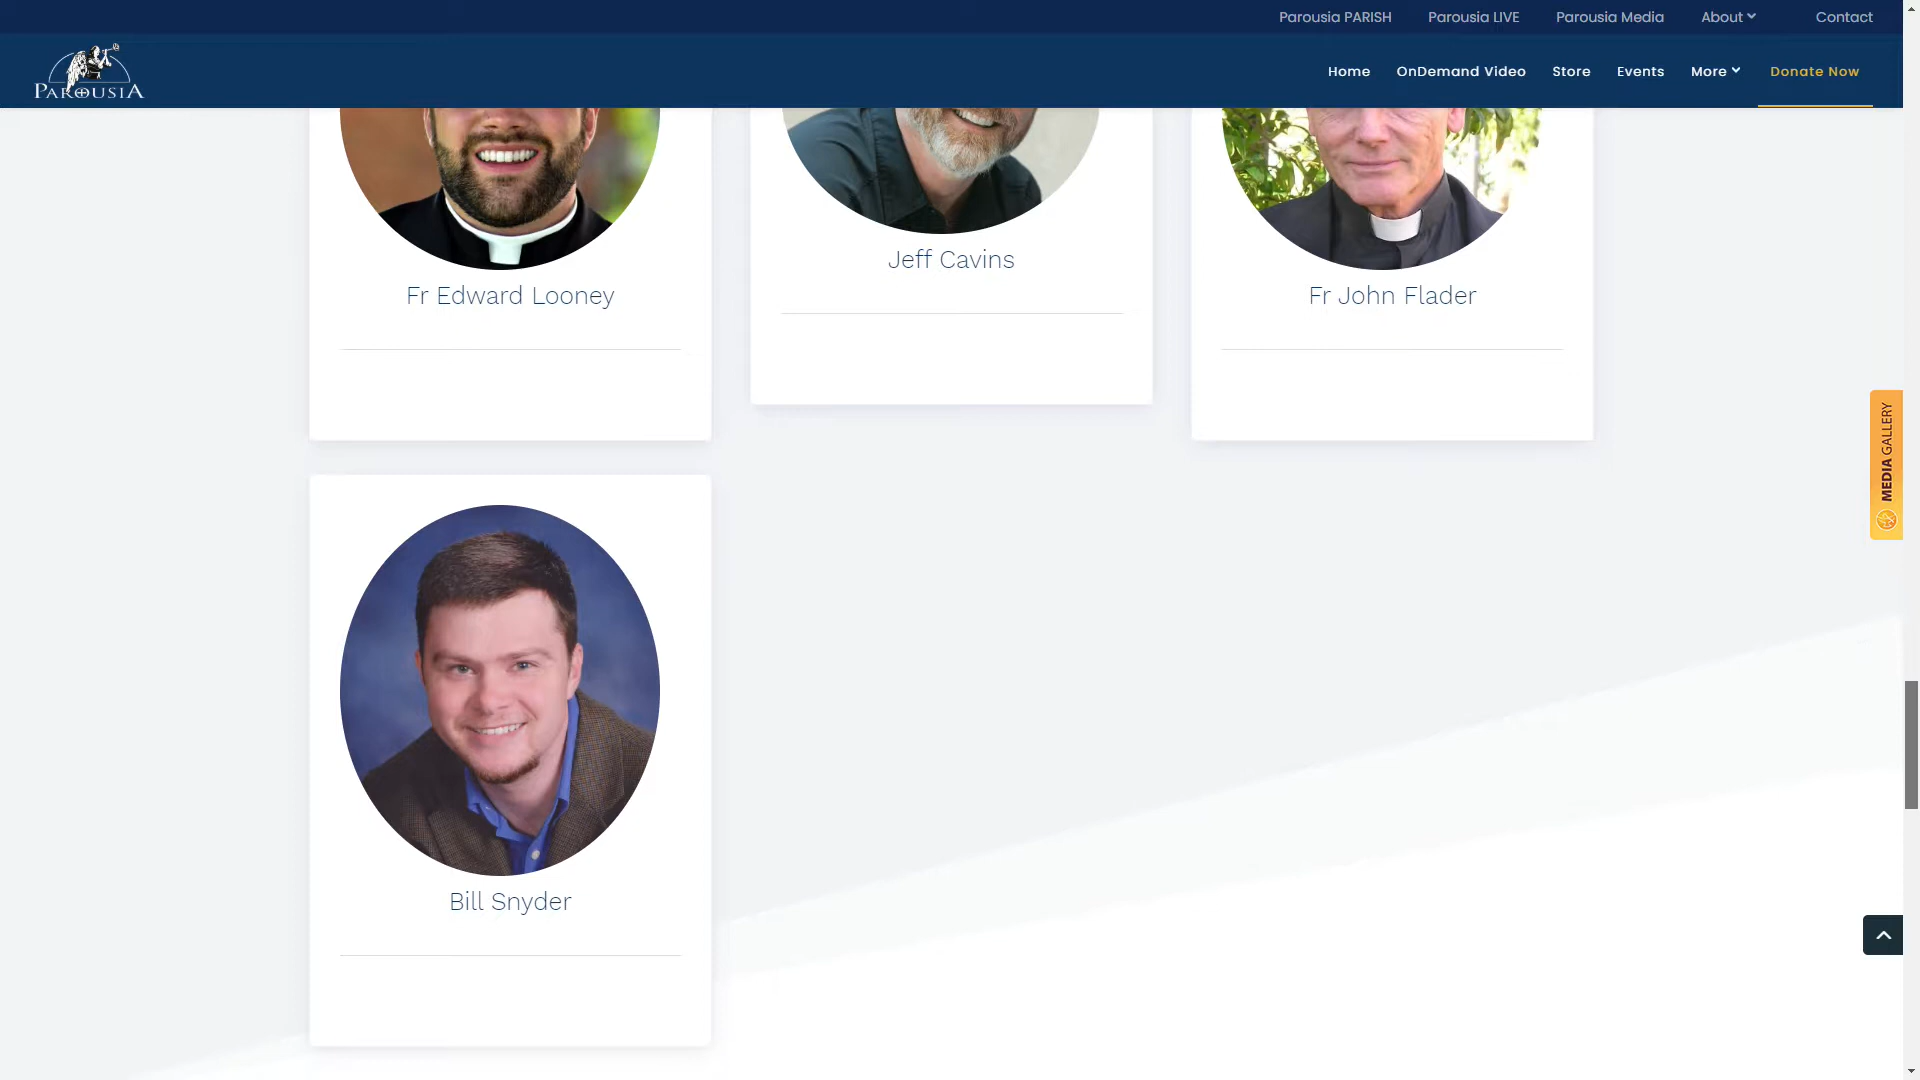 Parousia PARISH Parousia LIVE Parousia Media About Contact
PAROUSIA
Home OnDemand Video Store Events More Donate Now
Jeff Cavins
Fr Edward Looney
Fr John Flader
MEDIA GALLERY
Bill Snyder